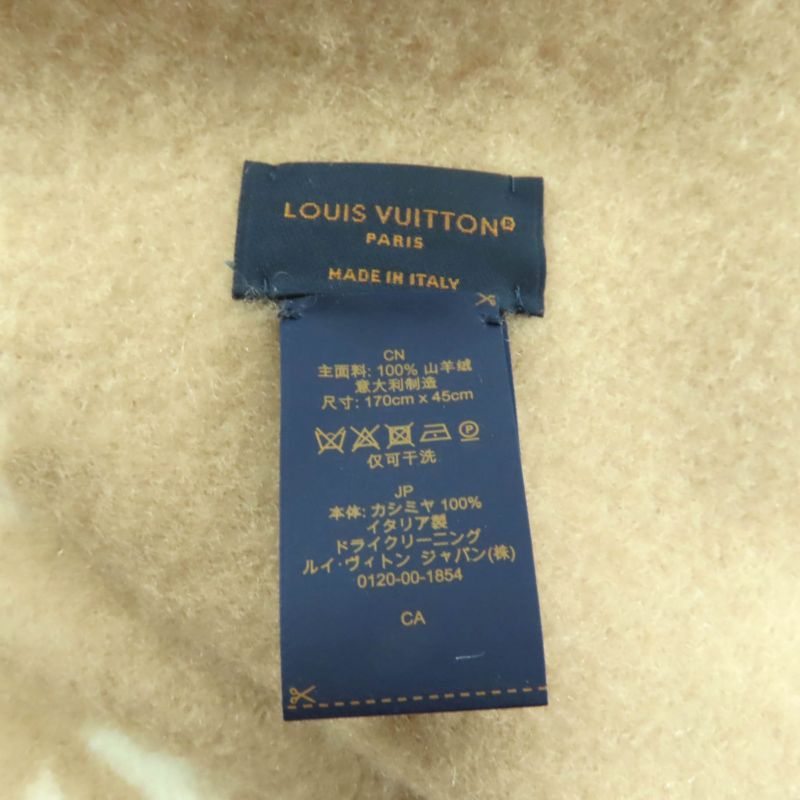 LOUIS VUITTON®
PARIS
MADE IN ITALY
CN
主面料: 100% 山羊绒
意大利制造
尺寸: 170cm x 45cm
P
仅可干洗
JP
本体: カシミヤ 100%
イタリア製
ドライクリーニング
ルイ・ヴィトン ジャパン(株)
0120-00-1854
CA